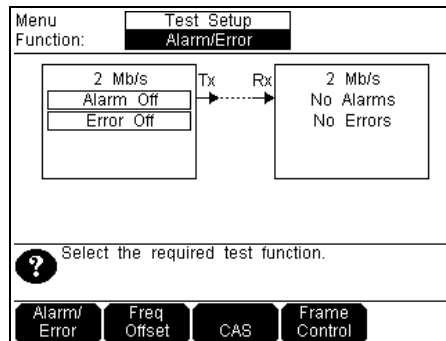 Menu Test Setup
Function: Alarm/Error
2 Mb/s Tx Rx 2 Mb/s
Alarm Off No Alarms
Error Off No Errors
? Select the required test function.
Alarm/ Freq Frame
Error Offset CAS Control